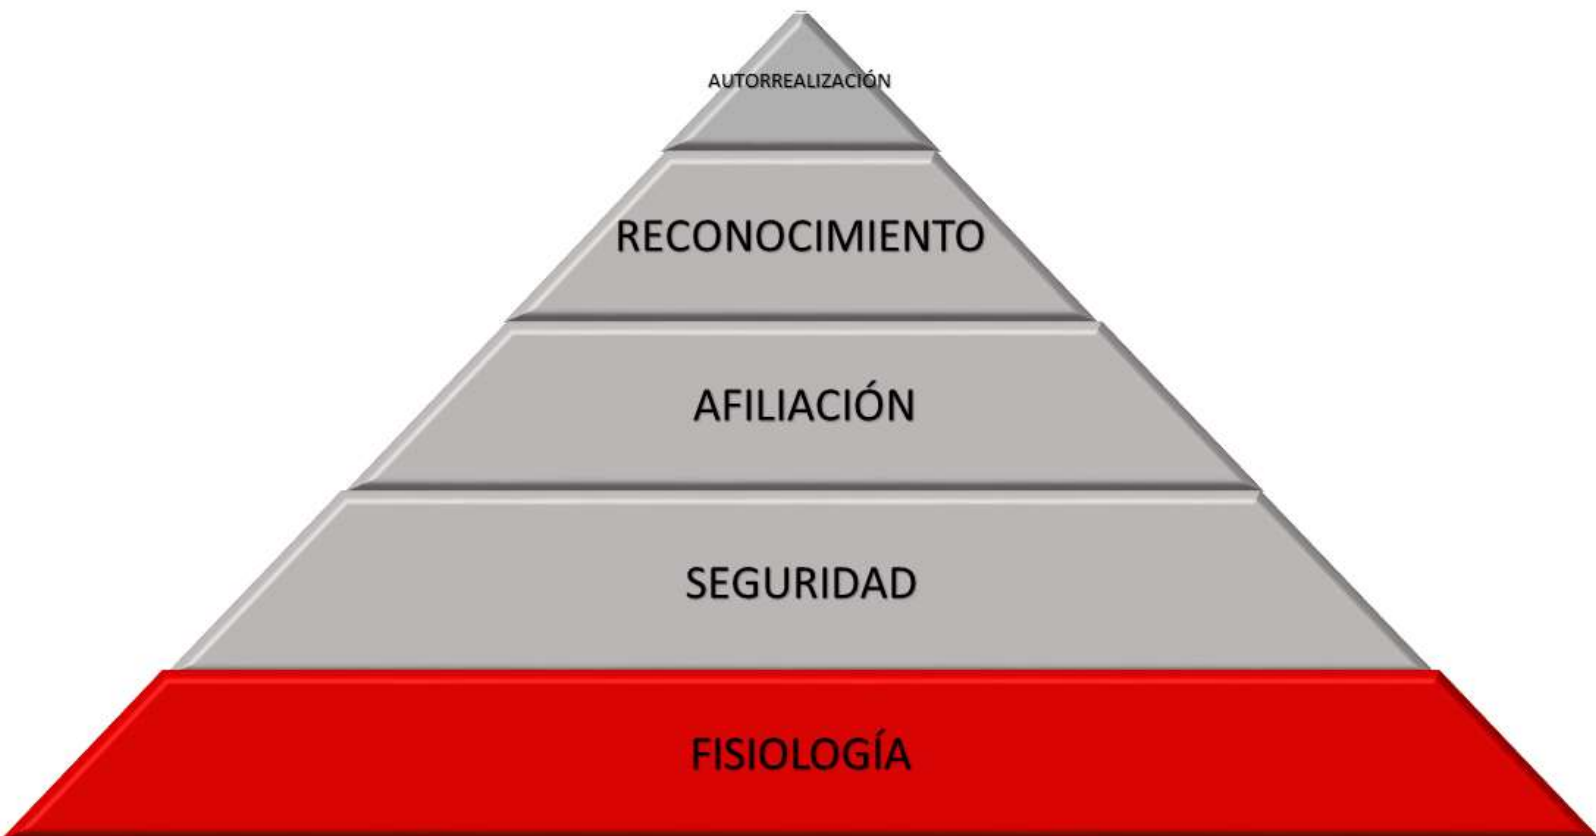 AUTORREALIZACIÓN
RECONOCIMIENTO
AFILIACIÓN
SEGURIDAD
FISIOLOGÍA